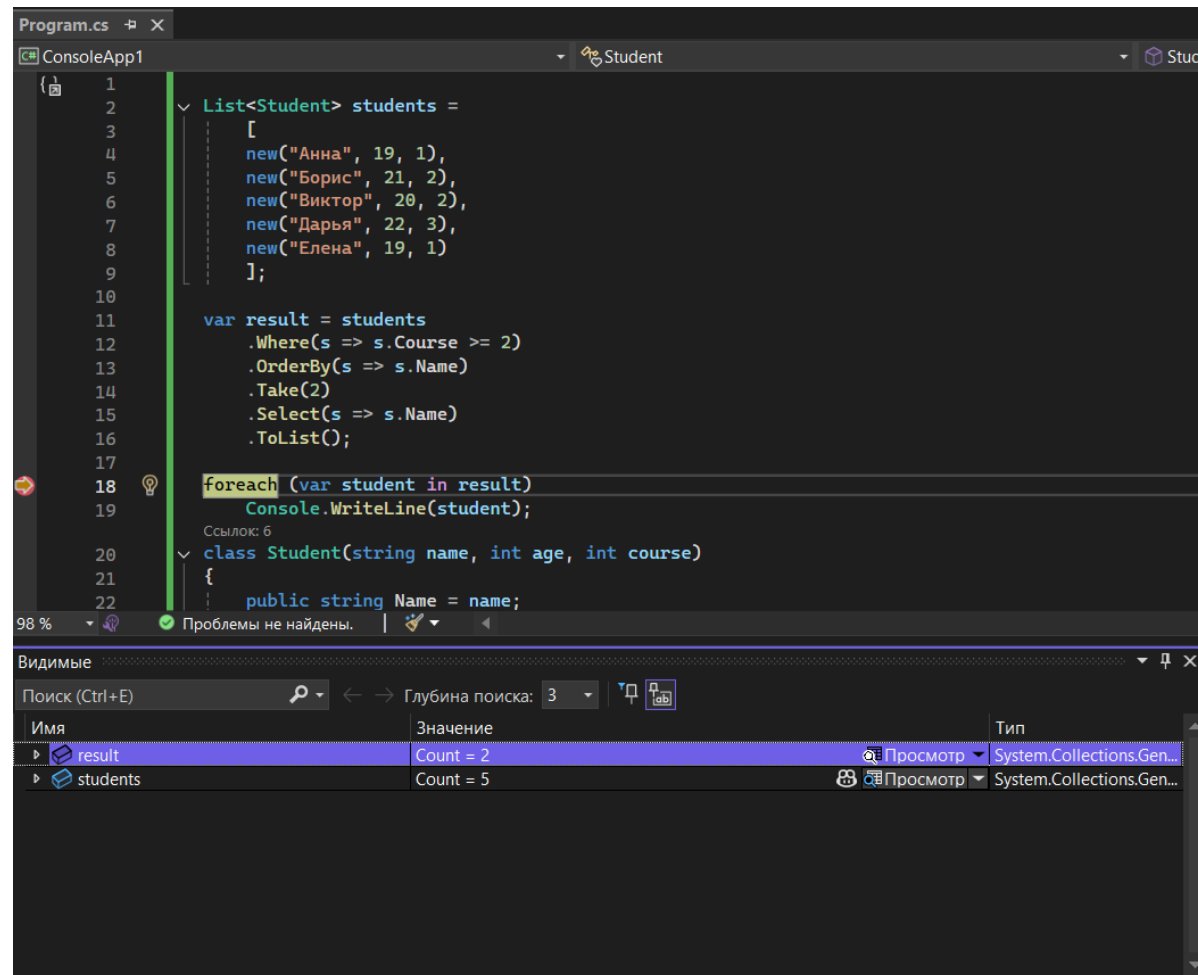 Program.cs
C# ConsoleApp1 Student Stud
1
2 List<Student> students =
3 [
4 new("Анна", 19, 1),
5 new("Борис", 21, 2),
6 new("Виктор", 20, 2),
7 new("Дарья", 22, 3),
8 new("Елена", 19, 1)
9 ];
10
11 var result = students
12 .Where(s => s.Course >= 2)
13 .OrderBy(s => s.Name)
14 .Take(2)
15 .Select(s => s.Name)
16 .ToList();
17
18 foreach (var student in result)
19 Console.WriteLine(student);
Ссылок: 6
20 class Student(string name, int age, int course)
21 {
22 public string Name = name;
98 % Проблемы не найдены.
Видимые
Поиск (Ctrl+E) Глубина поиска: 3
Имя Значение Тип
result Count = 2 Просмотр System.Collections.Gen...
students Count = 5 Просмотр System.Collections.Gen...